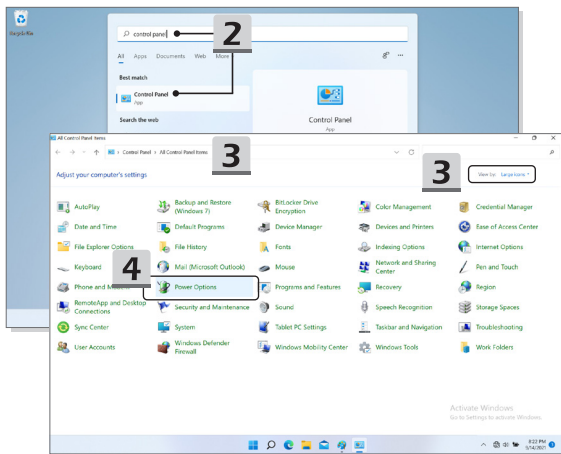 Recycle Bin
control panel
2
All Apps Documents Web More
Best match
Control Panel
App
Search the web
Control Panel
App
All Control Panel Items
Control Panel > All Control Panel Items
3
3
Adjust your computer's settings
View by: Large icons
AutoPlay
Backup and Restore (Windows 7)
BitLocker Drive Encryption
Color Management
Credential Manager
Date and Time
Default Programs
Device Manager
Devices and Printers
Ease of Access Center
File Explorer Options
File History
Fonts
Indexing Options
Internet Options
Keyboard
4
Mail (Microsoft Outlook)
Mouse
Network and Sharing Center
Pen and Touch
Phone and
Power Options
Programs and Features
Recovery
Region
RemoteApp and Desktop Connections
Security and Maintenance
Sound
Speech Recognition
Storage Spaces
Sync Center
System
Tablet PC Settings
Taskbar and Navigation
Troubleshooting
User Accounts
Windows Defender Firewall
Windows Mobility Center
Windows Tools
Work Folders
Activate Windows
Go to Settings to activate Windows.
8:22 PM